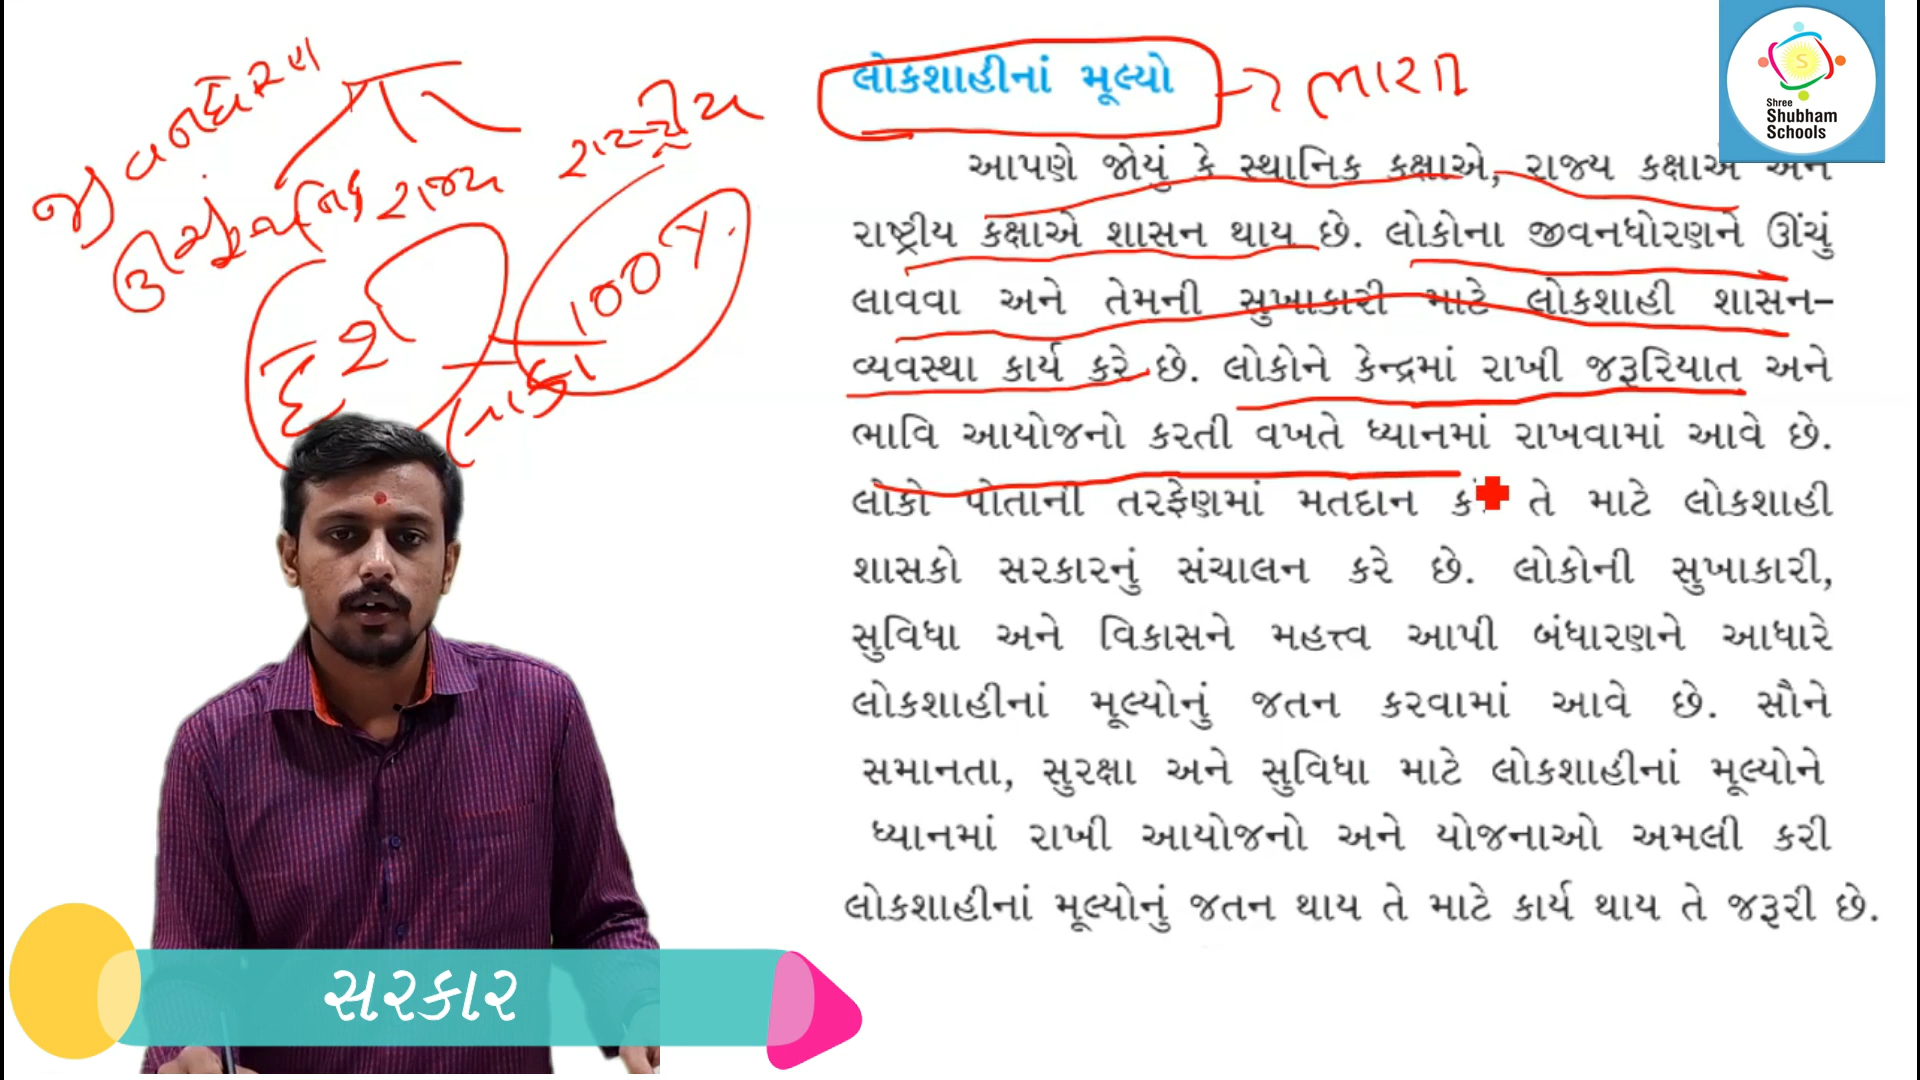 લોકશાહીનાં મૂલ્યો
આપણે જોયું કે સ્થાનિક કક્ષાએ, રાજ્ય કક્ષાએ અને
રાષ્ટ્રીય કક્ષાએ શાસન થાય છે. લોકોના જીવનધોરણને ઊંચું
લાવવા અને તેમની સુખાકારી માટે લોકશાહી શાસન-
વ્યવસ્થા કાર્ય કરે છે. લોકોને કેન્દ્રમાં રાખી જરૂરિયાત અને
ભાવિ આયોજનો કરતી વખતે ધ્યાનમાં રાખવામાં આવે છે.
લોકો પોતાની તરફેણમાં મતદાન તે માટે લોકશાહી
શાસકો સરકારનું સંચાલન કરે છે. લોકોની સુખાકારી,
સુવિધા અને વિકાસને મહત્ત્વ આપી બંધારણને આધારે
લોકશાહીનાં મૂલ્યોનું જતન કરવામાં આવે છે. સૌને
સમાનતા, સુરક્ષા અને સુવિધા માટે લોકશાહીનાં મૂલ્યોને
ધ્યાનમાં રાખી આયોજનો અને યોજનાઓ અમલી કરી
લોકશાહીનાં મૂલ્યોનું જતન થાય તે માટે કાર્ય થાય તે જરૂરી છે.
જીવનધોરણ
રાજ્ય
100%
Shree
Shubham
Schools
S
સરકાર